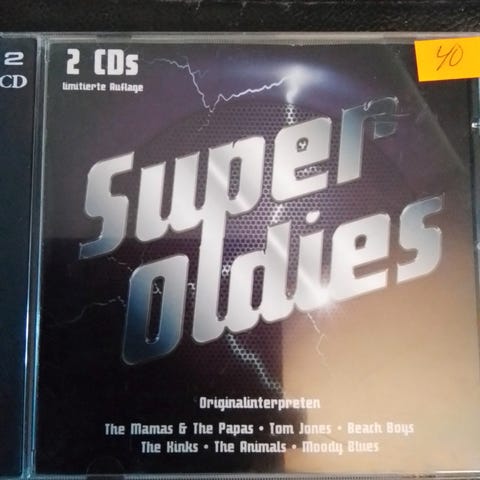 2
CD
2 CDs
limitierte Auflage
40
Super
Oldies
Originalinterpreten
The Mamas & The Papas • Tom Jones • Beach Boys
The Kinks • The Animals • Moody Blues